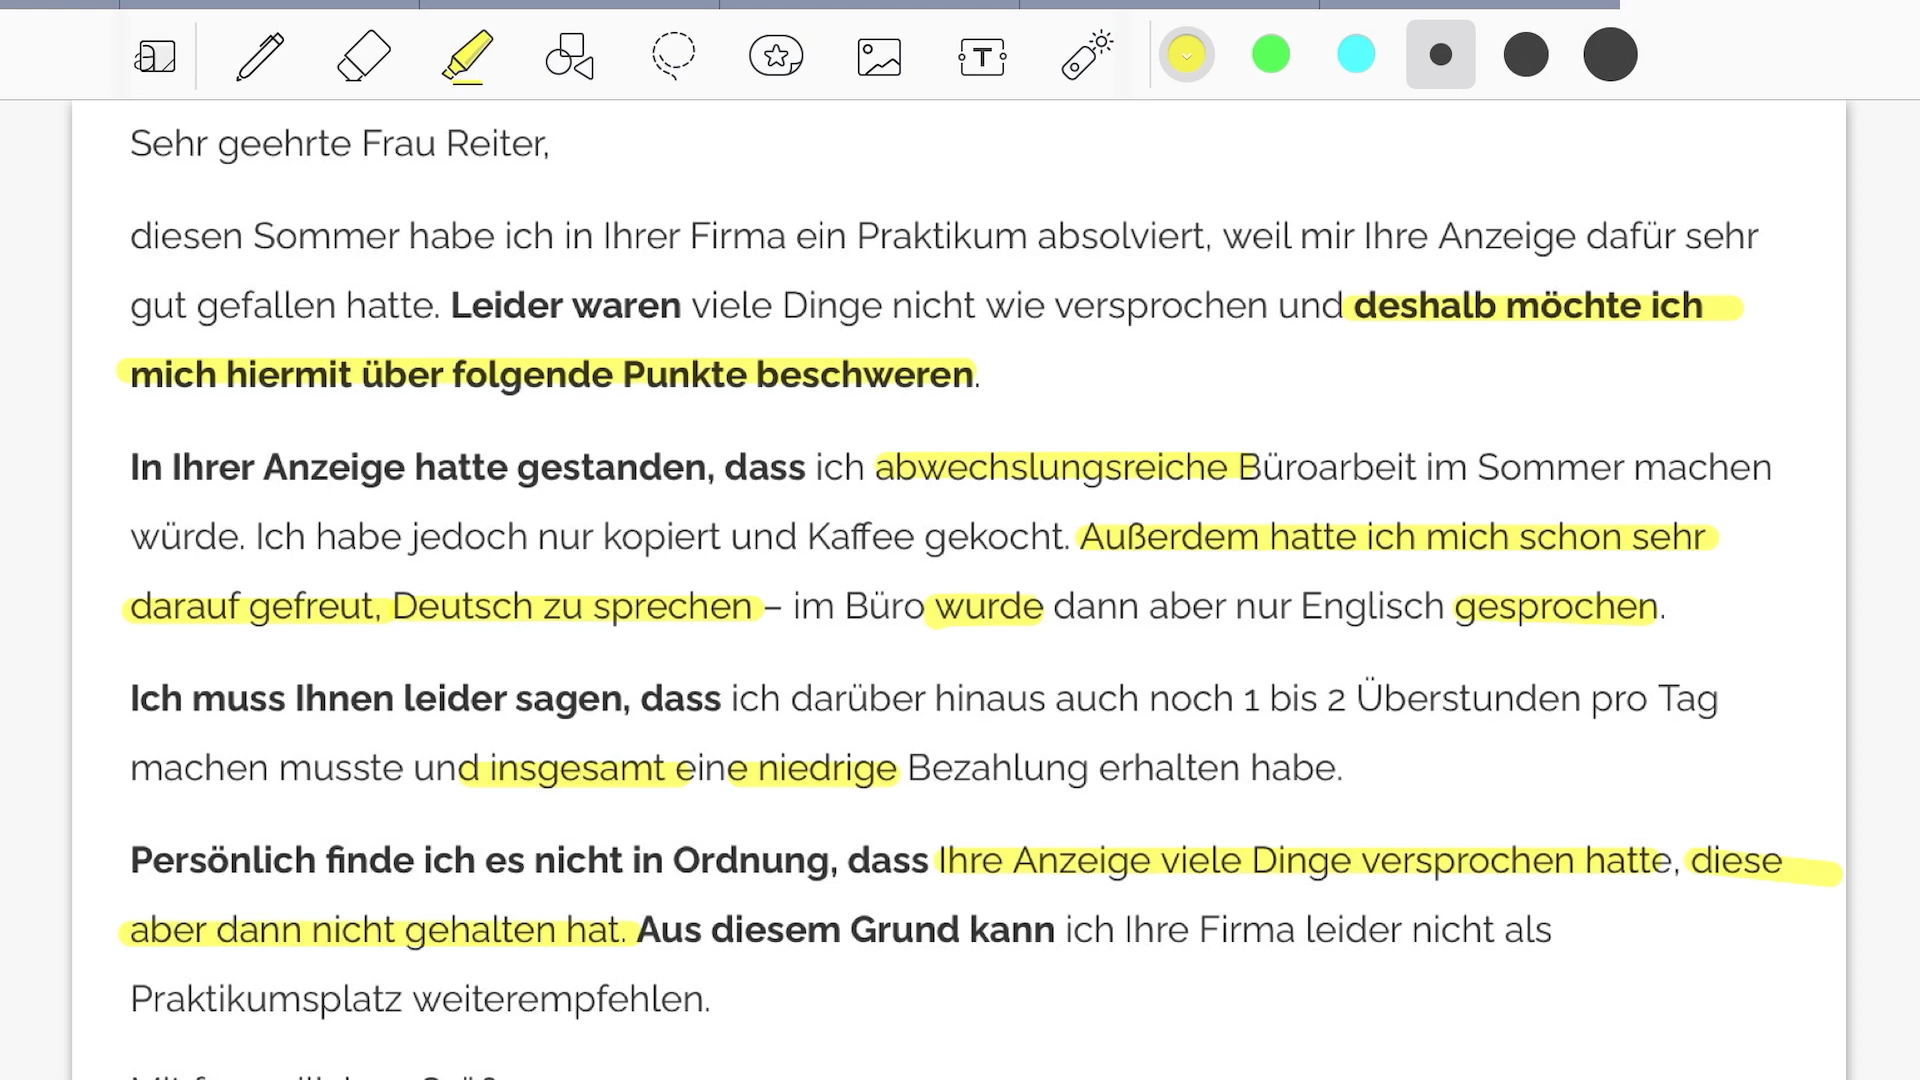 Sehr geehrte Frau Reiter,
diesen Sommer habe ich in Ihrer Firma ein Praktikum absolviert, weil mir Ihre Anzeige dafür sehr
gut gefallen hatte. Leider waren viele Dinge nicht wie versprochen und deshalb möchte ich
mich hiermit über folgende Punkte beschweren.
In Ihrer Anzeige hatte gestanden, dass ich abwechslungsreiche Büroarbeit im Sommer machen
würde. Ich habe jedoch nur kopiert und Kaffee gekocht. Außerdem hatte ich mich schon sehr
darauf gefreut, Deutsch zu sprechen – im Büro wurde dann aber nur Englisch gesprochen.
Ich muss Ihnen leider sagen, dass ich darüber hinaus auch noch 1 bis 2 Überstunden pro Tag
machen musste und insgesamt eine niedrige Bezahlung erhalten habe.
Persönlich finde ich es nicht in Ordnung, dass Ihre Anzeige viele Dinge versprochen hatte, diese
aber dann nicht gehalten hat. Aus diesem Grund kann ich Ihre Firma leider nicht als
Praktikumsplatz weiterempfehlen.